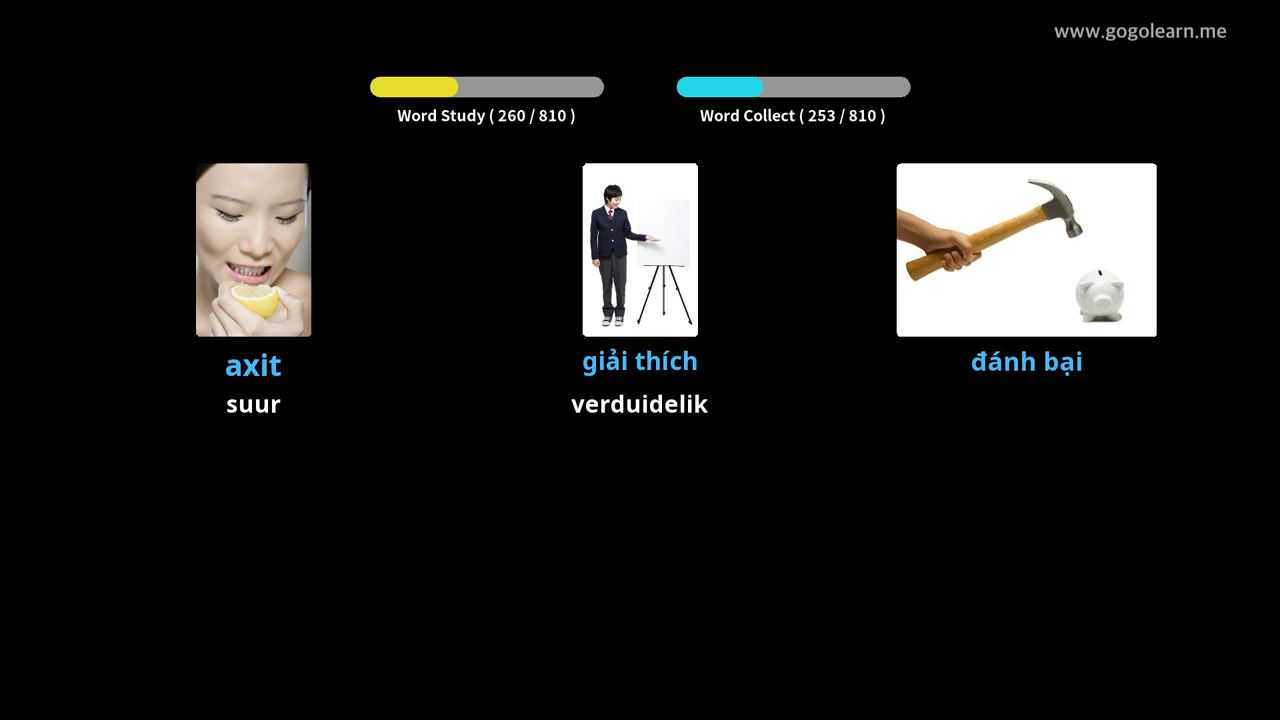 www.gogolearn.me
Word Study ( 260 / 810 )
Word Collect ( 253 / 810 )
axit
giải thích
đánh bại
suur
verduidelik